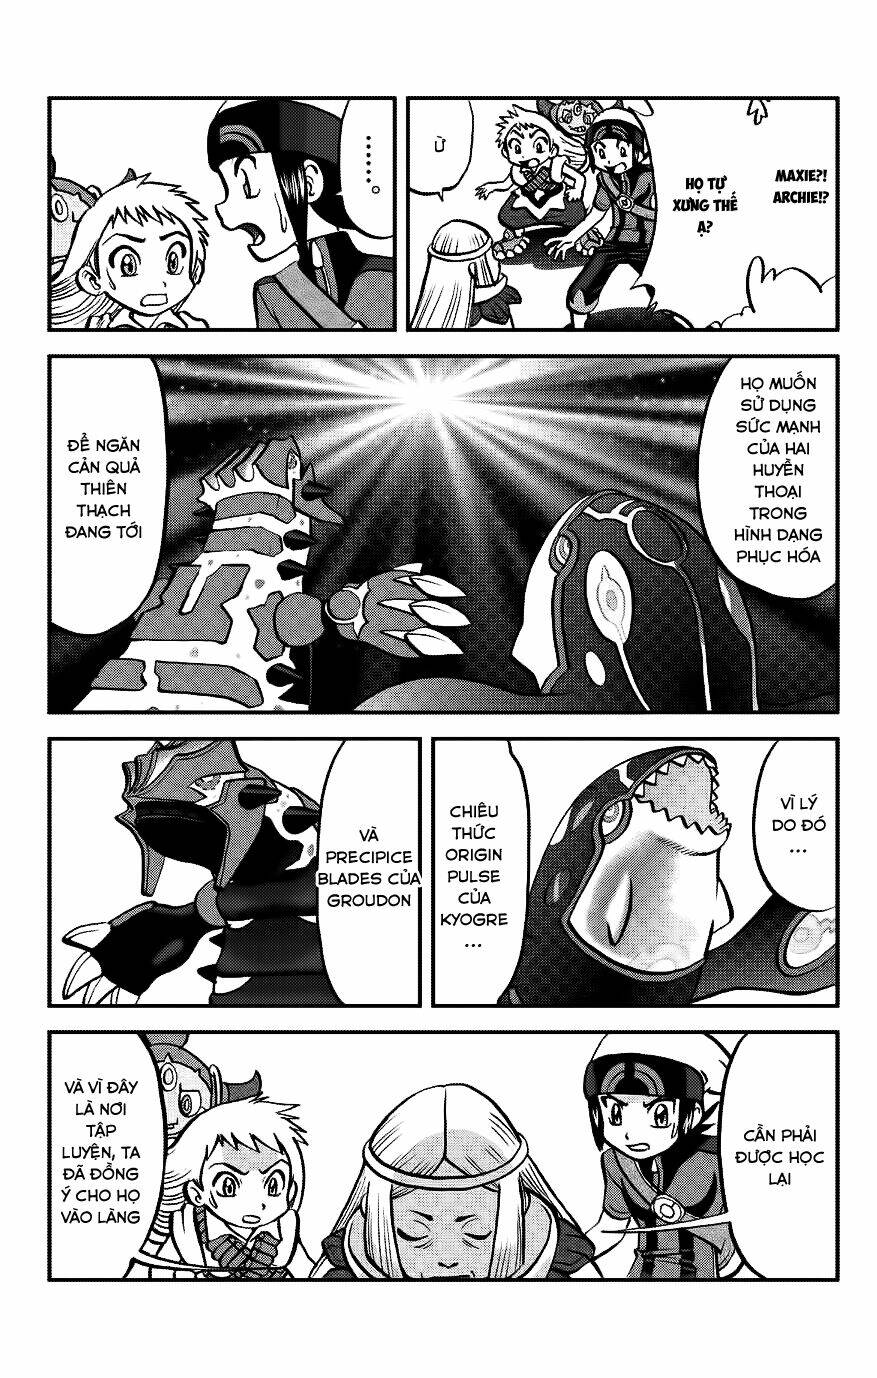 MAXIE?!
ARCHIE!?
HỌ TỰ
XƯNG THẾ
Ạ?
Ừ
.......
HỌ MUỐN
SỬ DỤNG
SỨC MẠNH
CỦA HAI
HUYỀN
THOẠI
TRONG
HÌNH DẠNG
PHỤC HÓA
ĐỂ NGĂN
CẢN QUẢ
THIÊN
THẠCH
ĐANG TỚI
VÌ LÝ
DO ĐÓ
...
CHIÊU
THỨC
ORIGIN
PULSE
CỦA
KYOGRE
...
VÀ
PRECIPICE
BLADES CỦA
GROUDON
CẦN PHẢI
ĐƯỢC HỌC
LẠI
VÀ VÌ ĐÂY
LÀ NƠI
TẬP
LUYỆN, TA
ĐÃ ĐỒNG
Ý CHO HỌ
VÀO LÀNG